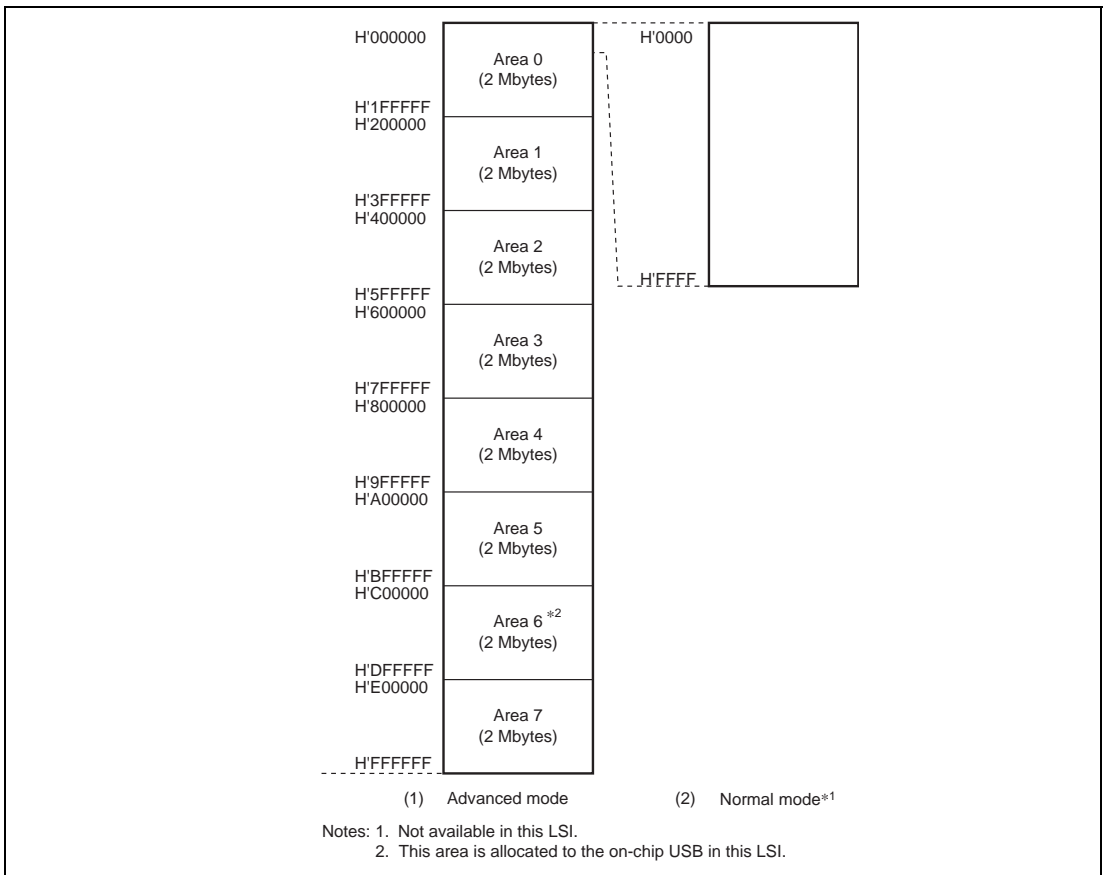 H'000000
Area 0
(2 Mbytes)
H'1FFFFF
H'200000
Area 1
(2 Mbytes)
H'3FFFFF
H'400000
Area 2
(2 Mbytes)
H'5FFFFF
H'600000
Area 3
(2 Mbytes)
H'7FFFFF
H'800000
Area 4
(2 Mbytes)
H'9FFFFF
H'A00000
Area 5
(2 Mbytes)
H'BFFFFF
H'C00000
Area 6 *2
(2 Mbytes)
H'DFFFFF
H'E00000
Area 7
(2 Mbytes)
H'FFFFFF
(1) Advanced mode
H'0000
H'FFFF
(2) Normal mode*1
Notes: 1. Not available in this LSI.
2. This area is allocated to the on-chip USB in this LSI.